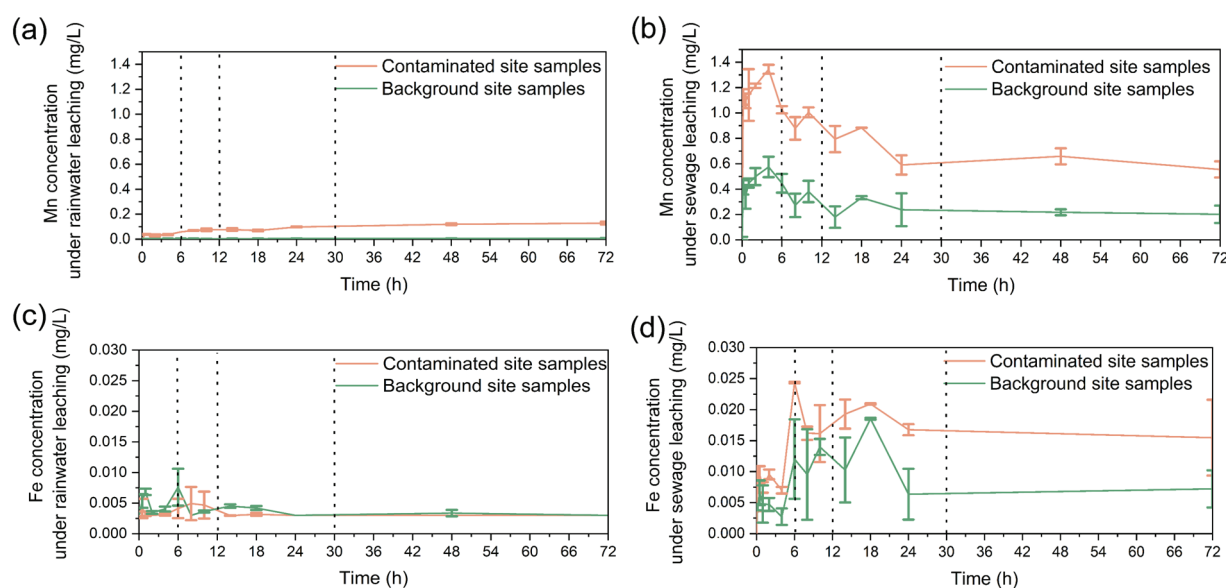 (a)
Mn concentration
under rainwater leaching (mg/L)
1.4
1.2
1.0
0.8
0.6
0.4
0.2
0.0
Contaminated site samples
Background site samples
0 6 12 18 24 30 36 42 48 54 60 66 72
Time (h)
(b)
Mn concentration
under sewage leaching (mg/L)
1.4
1.2
1.0
0.8
0.6
0.4
0.2
0.0
Contaminated site samples
Background site samples
0 6 12 18 24 30 36 42 48 54 60 66 72
Time (h)
(c)
Fe concentration
under rainwater leaching (mg/L)
0.030
0.025
0.020
0.015
0.010
0.005
0.000
Contaminated site samples
Background site samples
0 6 12 18 24 30 36 42 48 54 60 66 72
Time (h)
(d)
Fe concentration
under sewage leaching (mg/L)
0.030
0.025
0.020
0.015
0.010
0.005
0.000
Contaminated site samples
Background site samples
0 6 12 18 24 30 36 42 48 54 60 66 72
Time (h)